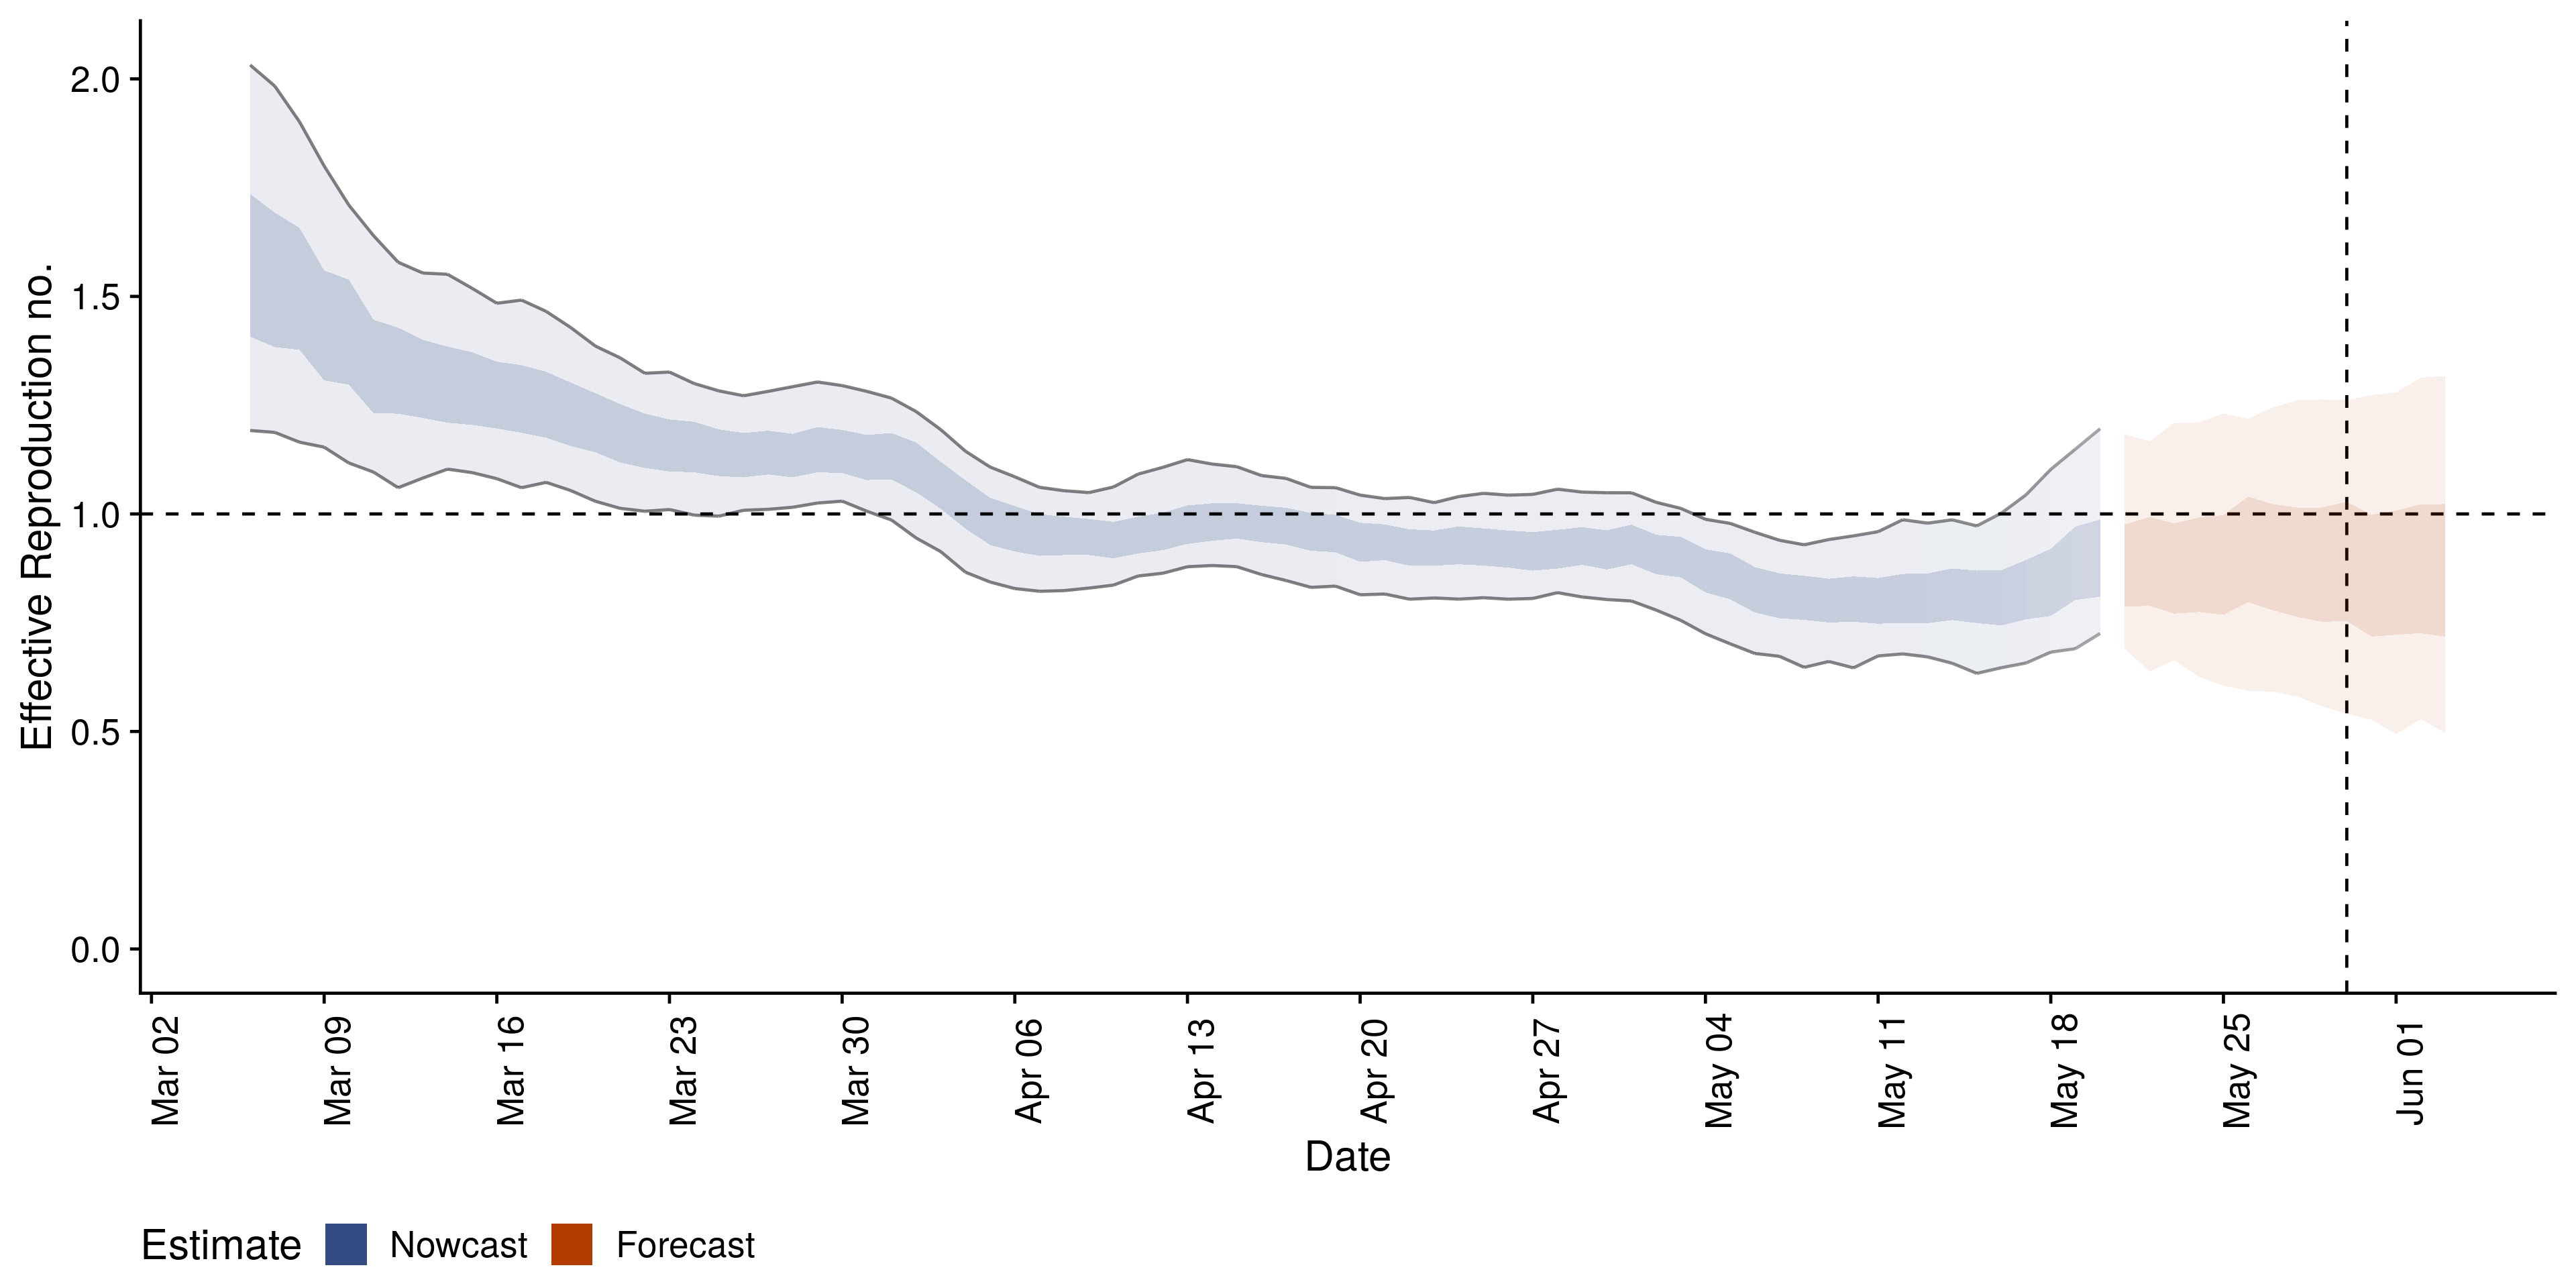 Effective Reproduction no.
2.0
1.5
1.0
0.5
0.0
Mar 02
Mar 09
Mar 16
Mar 23
Mar 30
Apr 06
Apr 13
Apr 20
Apr 27
May 04
May 11
May 18
May 25
Jun 01
Date
Estimate Nowcast Forecast